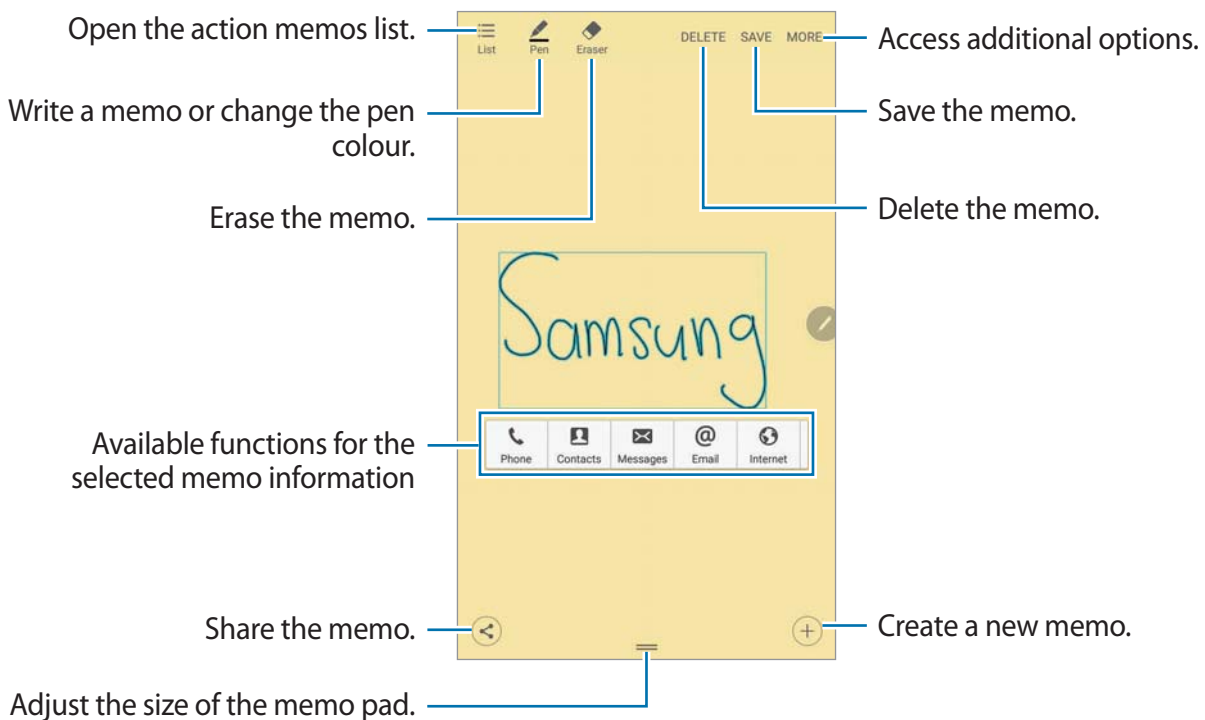 Open the action memos list.
List
Pen
Eraser
DELETE
SAVE
MORE
Access additional options.
Write a memo or change the pen
colour.
Save the memo.
Erase the memo.
Delete the memo.
Samsung
Available functions for the
selected memo information
Phone
Contacts
Messages
@
Email
Internet
Share the memo.
Create a new memo.
Adjust the size of the memo pad.